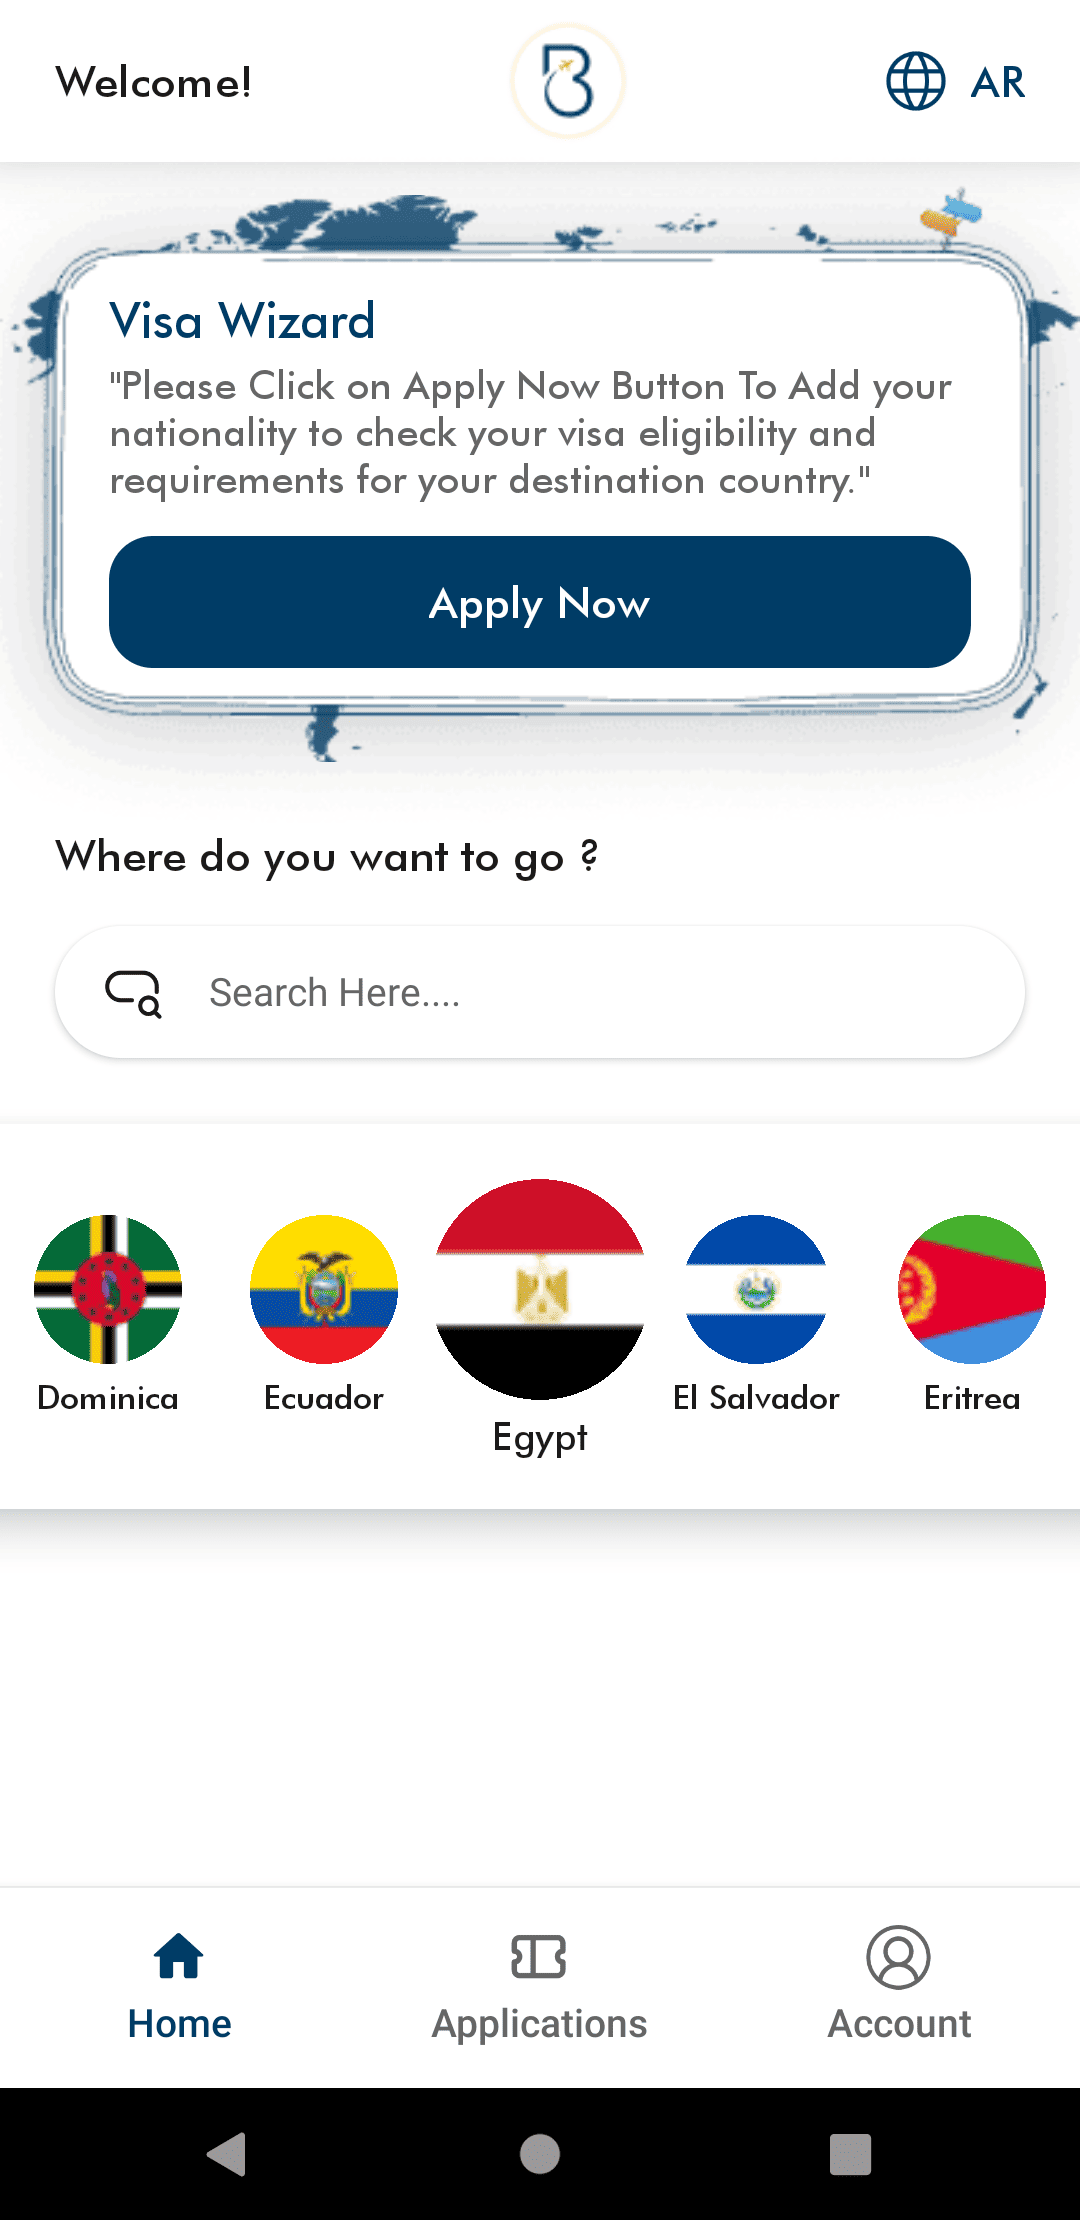 Welcome!
B
AR
Visa Wizard
"Please Click on Apply Now Button To Add your
nationality to check your visa eligibility and
requirements for your destination country."
Apply Now
Where do you want to go ?
Search Here....
Dominica
Ecuador
Egypt
El Salvador
Eritrea
Home
Applications
Account